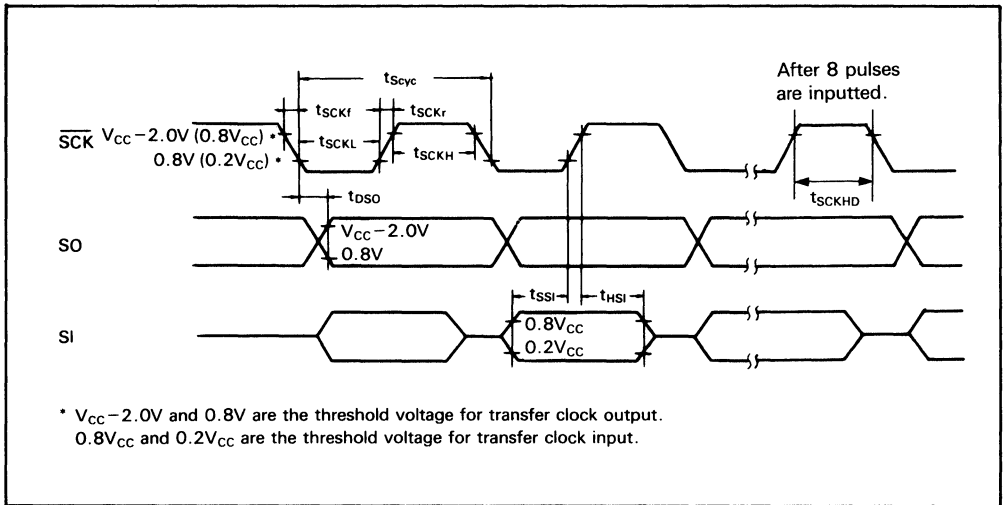 tScyc
After 8 pulses
are inputted.
tSCKf
tSCKr
SCK VCC−2.0V (0.8VCC) *
0.8V (0.2VCC) *
tSCKL
tSCKH
tSCKHD
tDSO
SO
VCC−2.0V
0.8V
tSSI
tHSI
SI
0.8VCC
0.2VCC
* VCC−2.0V and 0.8V are the threshold voltage for transfer clock output.
0.8VCC and 0.2VCC are the threshold voltage for transfer clock input.